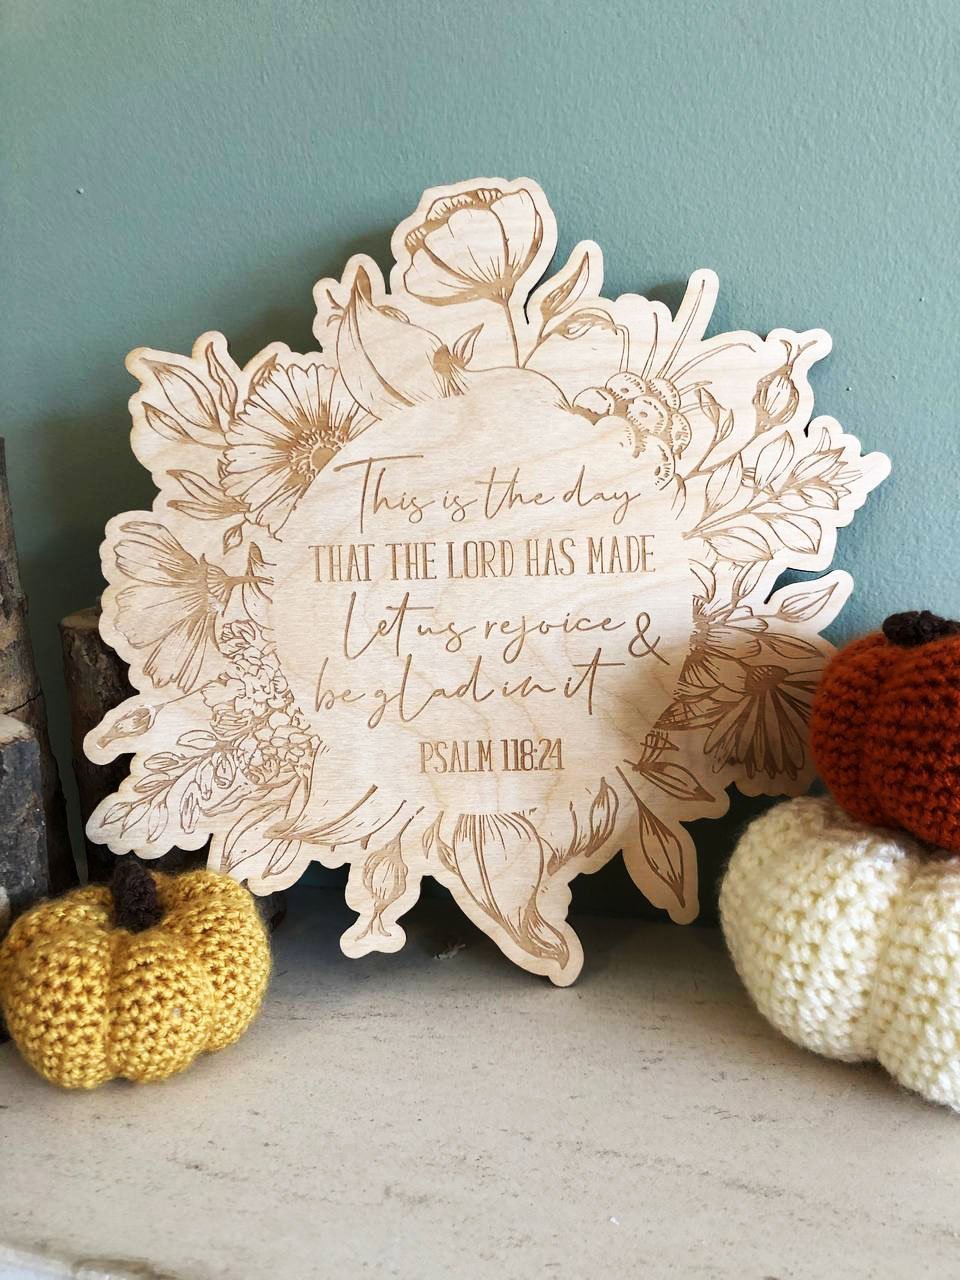 This is the day
THAT THE LORD HAS MADE
Let us rejoice &
be glad in it
PSALM 118:24